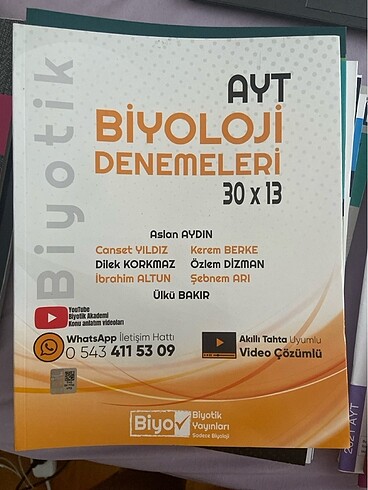 Biyotik
AYT
BİYOLOJİ
DENEMELERİ
30 x 13
Aslan AYDIN
Canset YILDIZ Kerem BERKE
Dilek KORKMAZ Özlem DİZMAN
İbrahim ALTUN Şebnem ARI
Ülkü BAKIR
YouTube
Biyotik Akademi
Konu anlatım videoları
WhatsApp İletişim Hattı
0 543 411 53 09
Akıllı Tahta Uyumlu
Video Çözümlü
Biyo
Biyotik
Yayınları
Sadece Biyoloji
2021 AYT